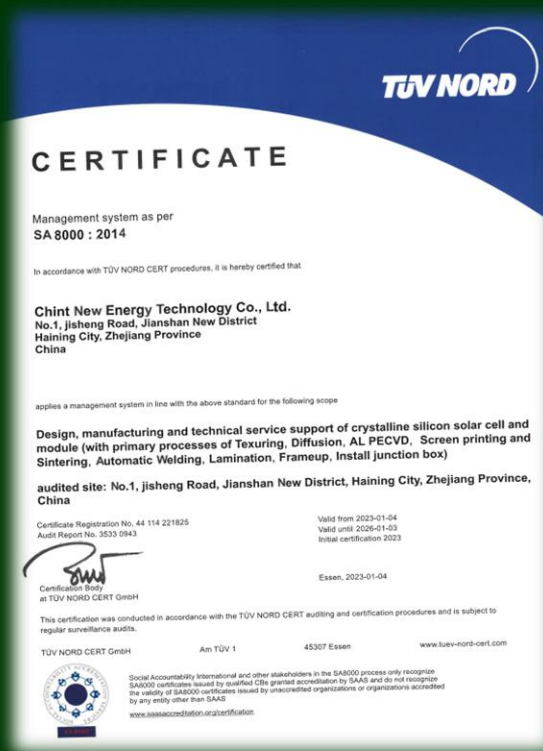 TÜV NORD
CERTIFICATE
Management system as per
SA 8000 : 2014
In accordance with TÜV NORD CERT procedures, it is hereby certified that
Chint New Energy Technology Co., Ltd.
No.1, jisheng Road, Jianshan New District
Haining City, Zhejiang Province
China
applies a management system in line with the above standard for the following scope
Design, manufacturing and technical service support of crystalline silicon solar cell and
module (with primary processes of Texuring, Diffusion, AL PECVD, Screen printing and
Sintering, Automatic Welding, Lamination, Frameup, Install junction box)
audited site: No.1, jisheng Road, Jianshan New District, Haining City, Zhejiang Province,
China
Certificate Registration No. 44 114 221825
Audit Report No. 3533 0943
Valid from 2023-01-04
Valid until 2026-01-03
Initial certification 2023
Certification Body
at TÜV NORD CERT GmbH
Essen, 2023-01-04
This certification was conducted in accordance with the TÜV NORD CERT auditing and certification procedures and is subject to
regular surveillance audits.
TÜV NORD CERT GmbH Am TÜV 1 45307 Essen www.tuev-nord-cert.com
Social Accountability International and other stakeholders in the SA8000 process only recognize
SA8000 certificates issued by qualified CBs granted accreditation by SAAS and do not recognize
the validity of SA8000 certificates issued by unaccredited organizations or organizations accredited
by any entity other than SAAS
www.saasaccreditation.org/certification